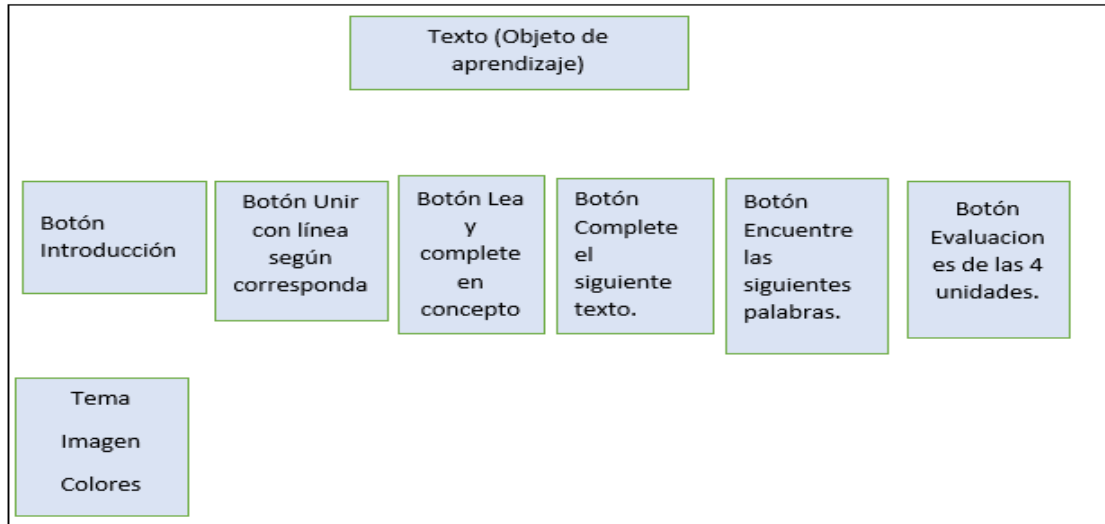 Texto (Objeto de
aprendizaje)
Botón
Introducción
Botón Unir
con línea
según
corresponda
Botón Lea
y
complete
en
concepto
Botón
Complete
el
siguiente
texto.
Botón
Encuentre
las
siguientes
palabras.
Botón
Evaluacion
es de las 4
unidades.
Tema
Imagen
Colores